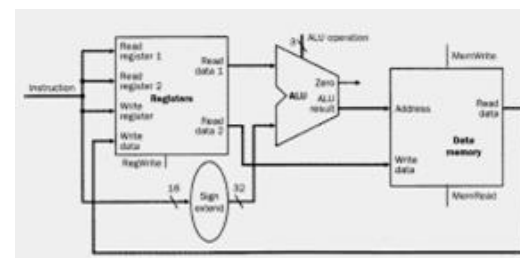 Instruction
Read
register 1
Read
register 2
Write
register
Write
data
Registers
Read
data 1
Read
data 2
RegWrite
16
Sign
extend
32
3
ALU operation
Zero
ALU
ALU
result
MemWrite
Address
Read
data
Data
memory
Write
data
MemRead